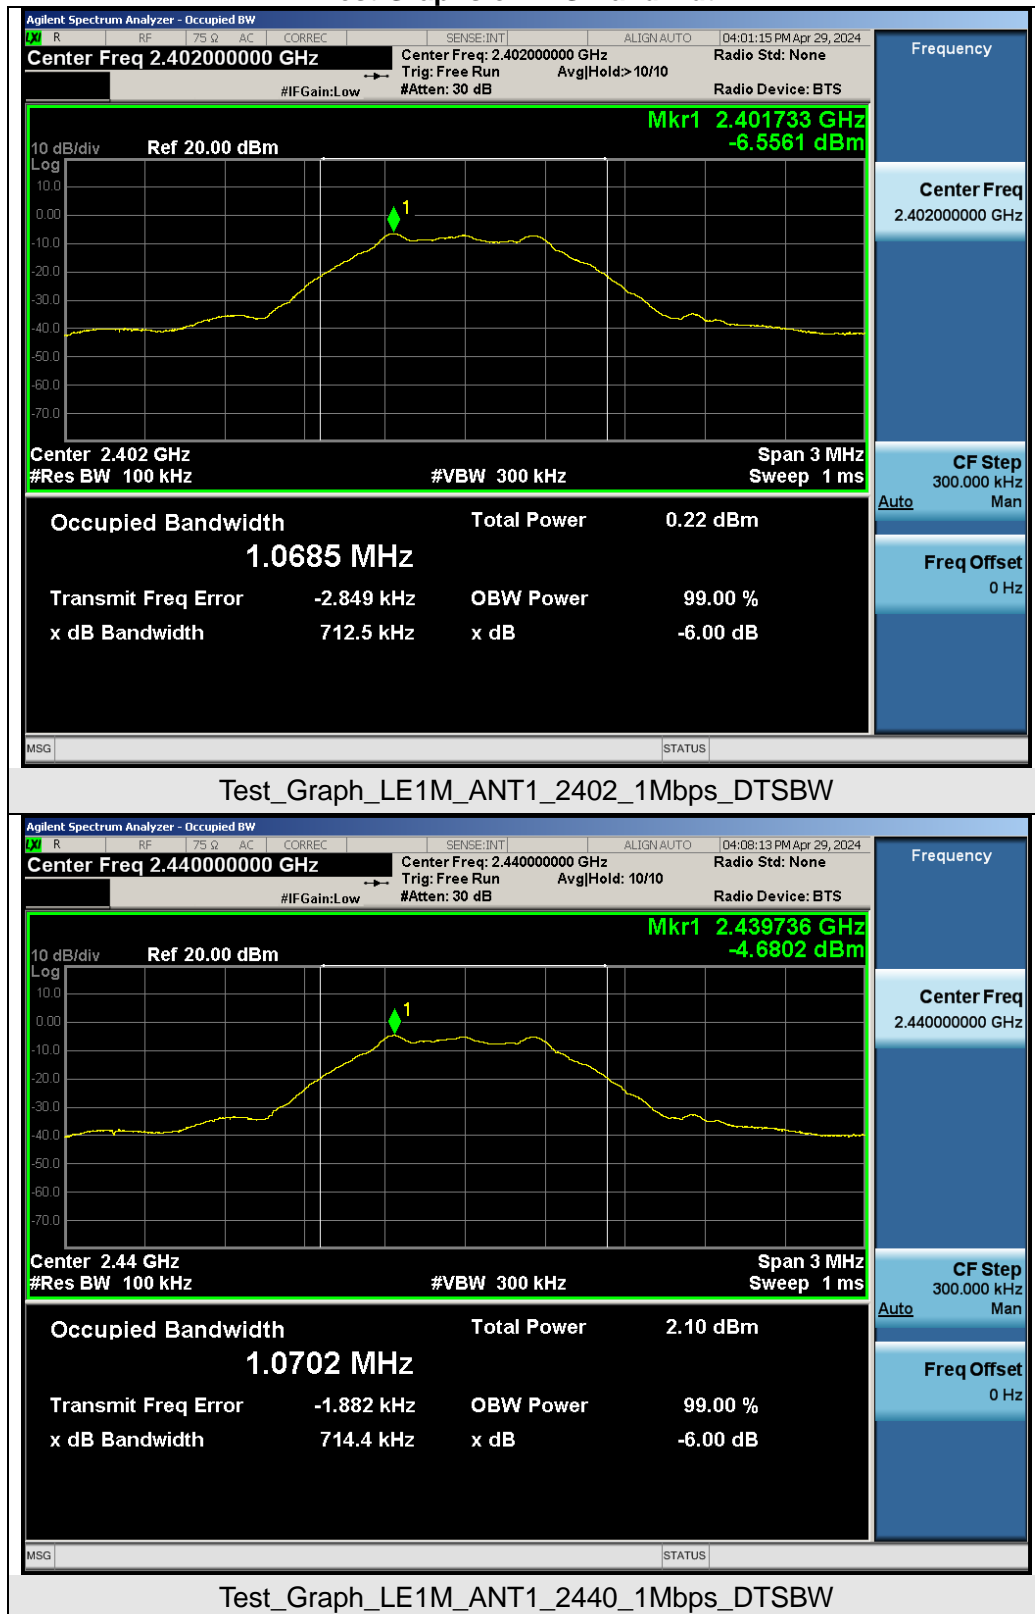 Agilent Spectrum Analyzer - Occupied BW
LXI R RF 75 Ω AC CORREC SENSE:INT ALIGN AUTO 04:01:15 PM Apr 29, 2024
Center Freq 2.402000000 GHz Center Freq: 2.402000000 GHz Radio Std: None
Trig: Free Run Avg|Hold:> 10/10
#IFGain:Low #Atten: 30 dB Radio Device: BTS
Frequency
Mkr1 2.401733 GHz
-6.5561 dBm
10 dB/div Ref 20.00 dBm
Log
10.0
0.00
-10.0
-20.0
-30.0
-40.0
-50.0
-60.0
-70.0
1
Center 2.402 GHz Span 3 MHz
#Res BW 100 kHz #VBW 300 kHz Sweep 1 ms
Center Freq
2.402000000 GHz
CF Step
300.000 kHz
Auto Man
Freq Offset
0 Hz
Occupied Bandwidth Total Power 0.22 dBm
1.0685 MHz
Transmit Freq Error -2.849 kHz OBW Power 99.00 %
x dB Bandwidth 712.5 kHz x dB -6.00 dB
MSG STATUS
Test_Graph_LE1M_ANT1_2402_1Mbps_DTSBW
Agilent Spectrum Analyzer - Occupied BW
LXI R RF 75 Ω AC CORREC SENSE:INT ALIGN AUTO 04:08:13 PM Apr 29, 2024
Center Freq 2.440000000 GHz Center Freq: 2.440000000 GHz Radio Std: None
Trig: Free Run Avg|Hold: 10/10
#IFGain:Low #Atten: 30 dB Radio Device: BTS
Frequency
Mkr1 2.439736 GHz
-4.6802 dBm
10 dB/div Ref 20.00 dBm
Log
10.0
0.00
-10.0
-20.0
-30.0
-40.0
-50.0
-60.0
-70.0
1
Center 2.44 GHz Span 3 MHz
#Res BW 100 kHz #VBW 300 kHz Sweep 1 ms
Center Freq
2.440000000 GHz
CF Step
300.000 kHz
Auto Man
Freq Offset
0 Hz
Occupied Bandwidth Total Power 2.10 dBm
1.0702 MHz
Transmit Freq Error -1.882 kHz OBW Power 99.00 %
x dB Bandwidth 714.4 kHz x dB -6.00 dB
MSG STATUS
Test_Graph_LE1M_ANT1_2440_1Mbps_DTSBW